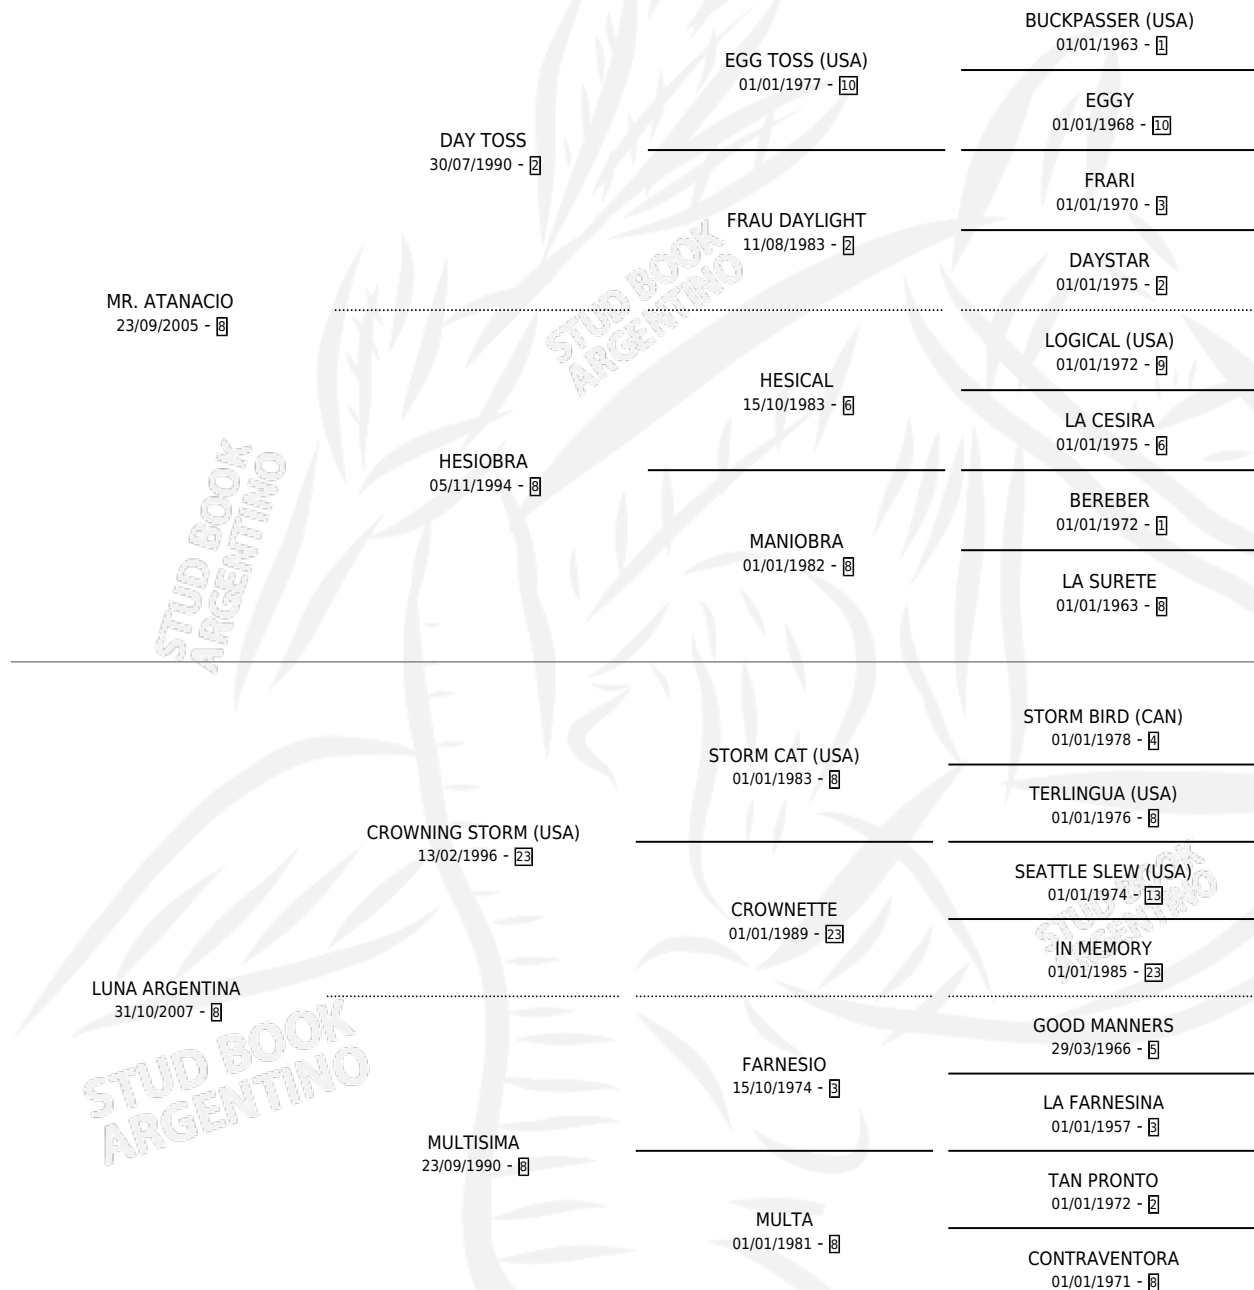 BUCKPASSER (USA)
01/01/1963 - 1
EGG TOSS (USA)
01/01/1977 - 10
EGGY
01/01/1968 - 10
DAY TOSS
30/07/1990 - 2
FRARI
01/01/1970 - 3
FRAU DAYLIGHT
11/08/1983 - 2
DAYSTAR
01/01/1975 - 2
MR. ATANACIO
23/09/2005 - 8
LOGICAL (USA)
01/01/1972 - 9
HESICAL
15/10/1983 - 6
LA CESIRA
01/01/1975 - 6
HESIOBRA
05/11/1994 - 8
BEREBER
01/01/1972 - 1
MANIOBRA
01/01/1982 - 8
LA SURETE
01/01/1963 - 8
STORM BIRD (CAN)
01/01/1978 - 4
STORM CAT (USA)
01/01/1983 - 8
TERLINGUA (USA)
01/01/1976 - 8
CROWNING STORM (USA)
13/02/1996 - 23
SEATTLE SLEW (USA)
01/01/1974 - 13
CROWNETTE
01/01/1989 - 23
IN MEMORY
01/01/1985 - 23
LUNA ARGENTINA
31/10/2007 - 8
GOOD MANNERS
29/03/1966 - 5
FARNESIO
15/10/1974 - 3
LA FARNESINA
01/01/1957 - 3
MULTISIMA
23/09/1990 - 8
TAN PRONTO
01/01/1972 - 2
MULTA
01/01/1981 - 8
CONTRAVENTORA
01/01/1971 - 8
STUD BOOK
ARGENTINO
STUD BOOK
ARGENTINO
STUD BOOK
ARGENTINO
STUD BOOK
ARGENTINO